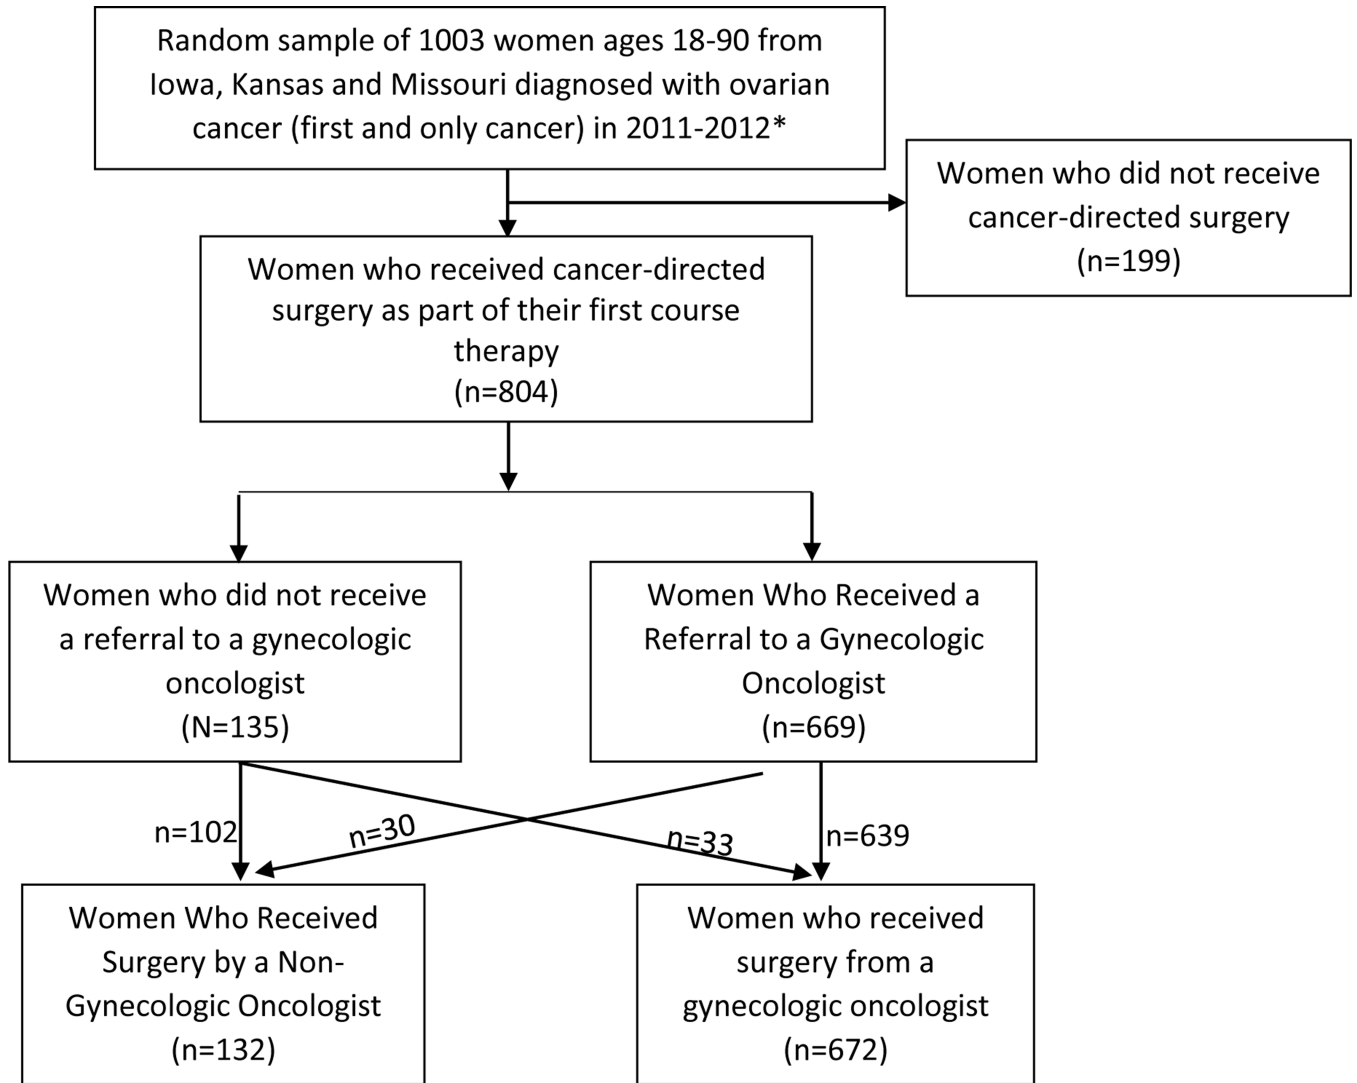 Random sample of 1003 women ages 18-90 from
Iowa, Kansas and Missouri diagnosed with ovarian
cancer (first and only cancer) in 2011-2012*
Women who did not receive
cancer-directed surgery
(n=199)
Women who received cancer-directed
surgery as part of their first course
therapy
(n=804)
Women who did not receive
a referral to a gynecologic
oncologist
(N=135)
Women Who Received a
Referral to a Gynecologic
Oncologist
(n=669)
n=102
n=30
n=33
n=639
Women Who Received
Surgery by a Non-
Gynecologic Oncologist
(n=132)
Women who received
surgery from a
gynecologic oncologist
(n=672)